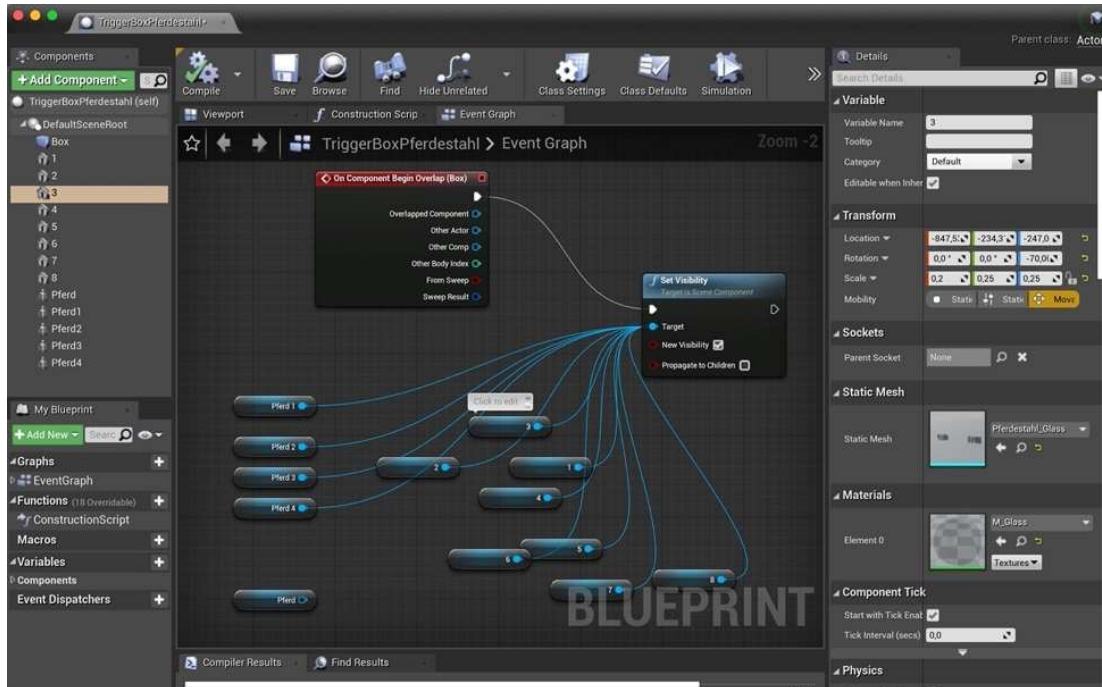 TriggerBoxPferdestahl*
Parent class: Actor
Components
+ Add Component
TriggerBoxPferdestahl (self)
DefaultSceneRoot
Box
1
2
3
4
5
6
7
8
Pferd
Pferd1
Pferd2
Pferd3
Pferd4
My Blueprint
+ Add New
Searc
Graphs
EventGraph
Functions (18 Overridable)
ConstructionScript
Macros
Variables
Components
Event Dispatchers
Compile
Save
Browse
Find
Hide Unrelated
Class Settings
Class Defaults
Simulation
Viewport
Construction Scrip
Event Graph
TriggerBoxPferdestahl > Event Graph
Zoom -2
On Component Begin Overlap (Box)
Overlapped Component
Other Actor
Other Comp
Other Body Index
From Sweep
Sweep Result
Set Visibility
Target is Scene Component
Target
New Visibility
Propagate to Children
Pferd 1
Click to edit
3
Pferd 2
2
1
Pferd 3
4
Pferd 4
5
6
7
8
Pferd
BLUEPRINT
Compiler Results
Find Results
Details
Search Details
Variable
Variable Name 3
Tooltip
Category Default
Editable when Inher
Transform
Location -234,3 -247,0
Rotation 0,0° 0,0°
Scale 0,2 0,25 0,25
Mobility Stati Stati Mova
Sockets
Parent Socket None
Static Mesh
Static Mesh Pferdestahl_Glass
Materials
Element 0 M_Glass
Textures
Component Tick
Start with Tick Enab
Tick Interval (secs) 0,0
Physics